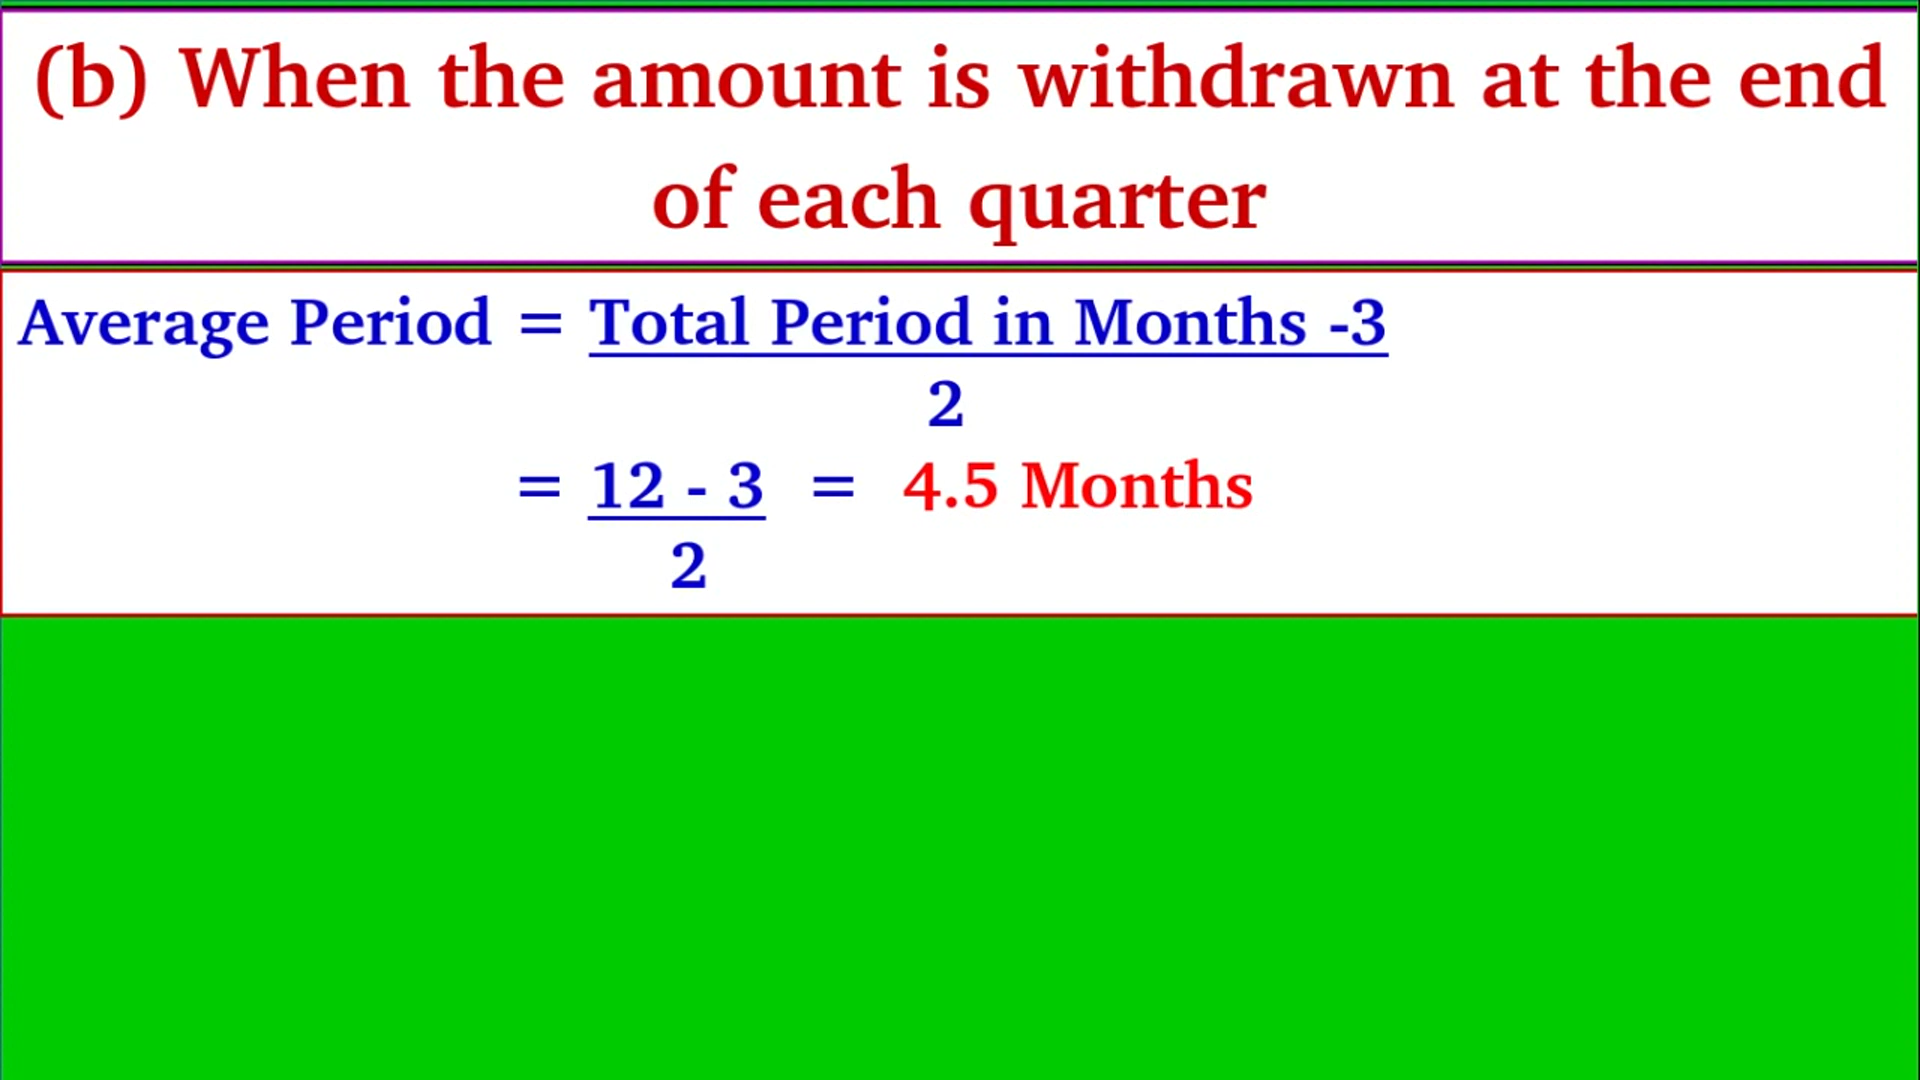 (b) When the amount is withdrawn at the end
of each quarter
Average Period = Total Period in Months -3
2
= 12 - 3 = 4.5 Months
2